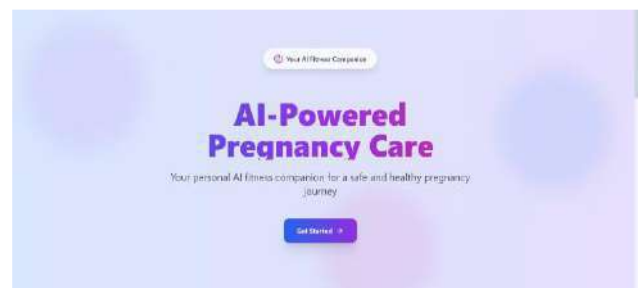 Your AI Fitness Companion
AI-Powered
Pregnancy Care
Your personal AI fitness companion for a safe and healthy pregnancy
journey
Get Started →